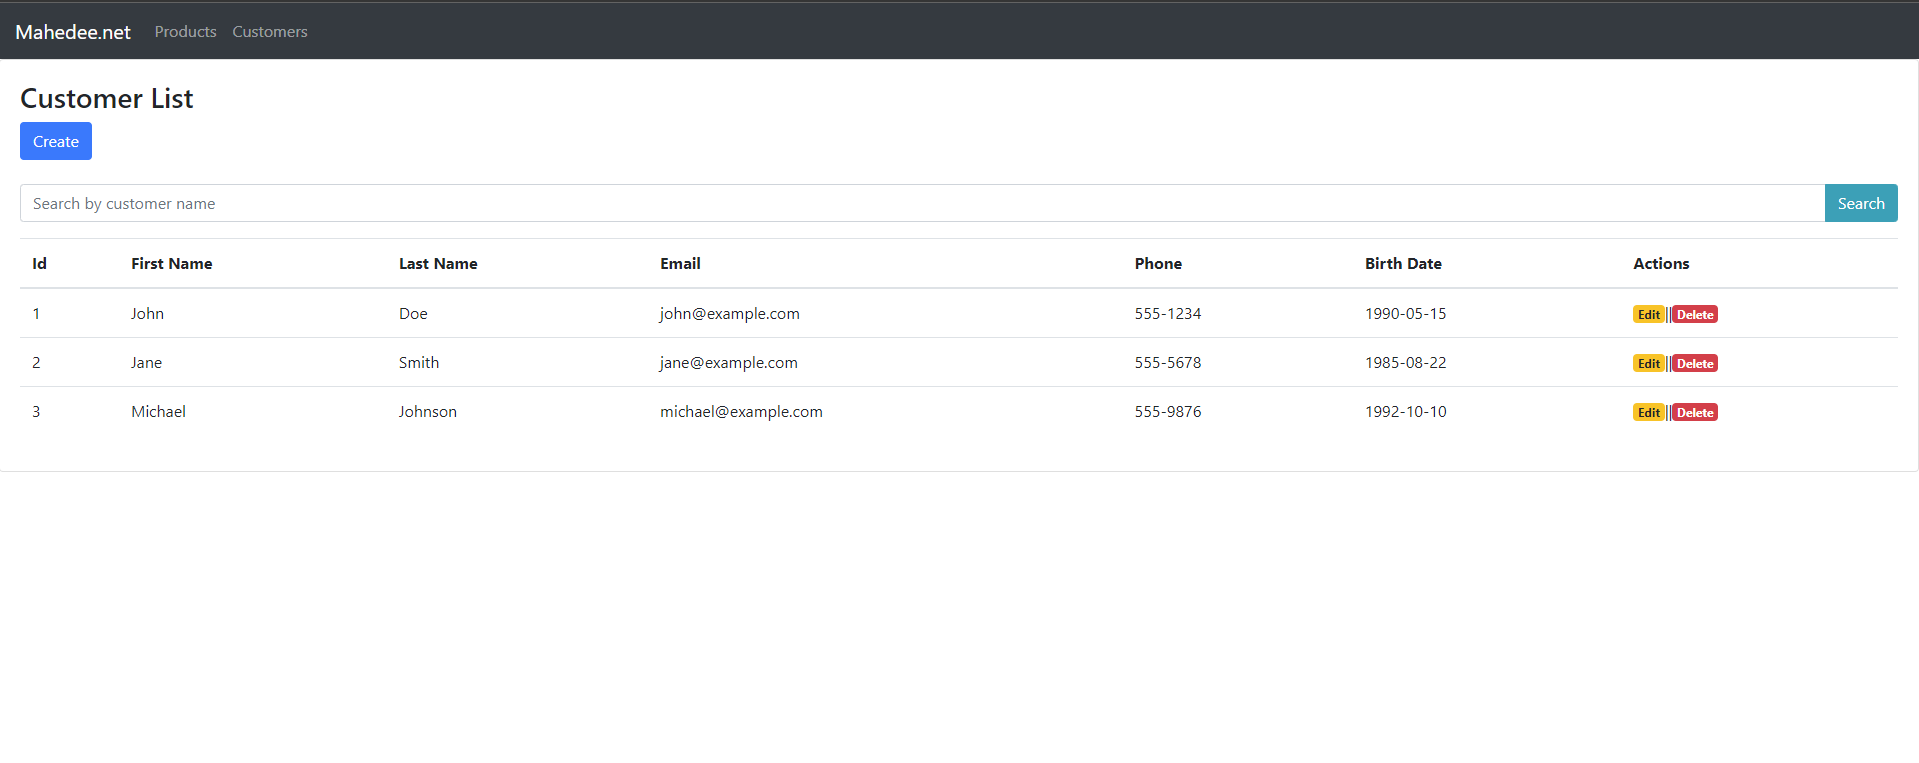 Mahedee.net Products Customers
Customer List
Create
Search by customer name Search
Id First Name Last Name Email Phone Birth Date Actions
1 John Doe john@example.com 555-1234 1990-05-15 Edit||Delete
2 Jane Smith jane@example.com 555-5678 1985-08-22 Edit||Delete
3 Michael Johnson michael@example.com 555-9876 1992-10-10 Edit||Delete